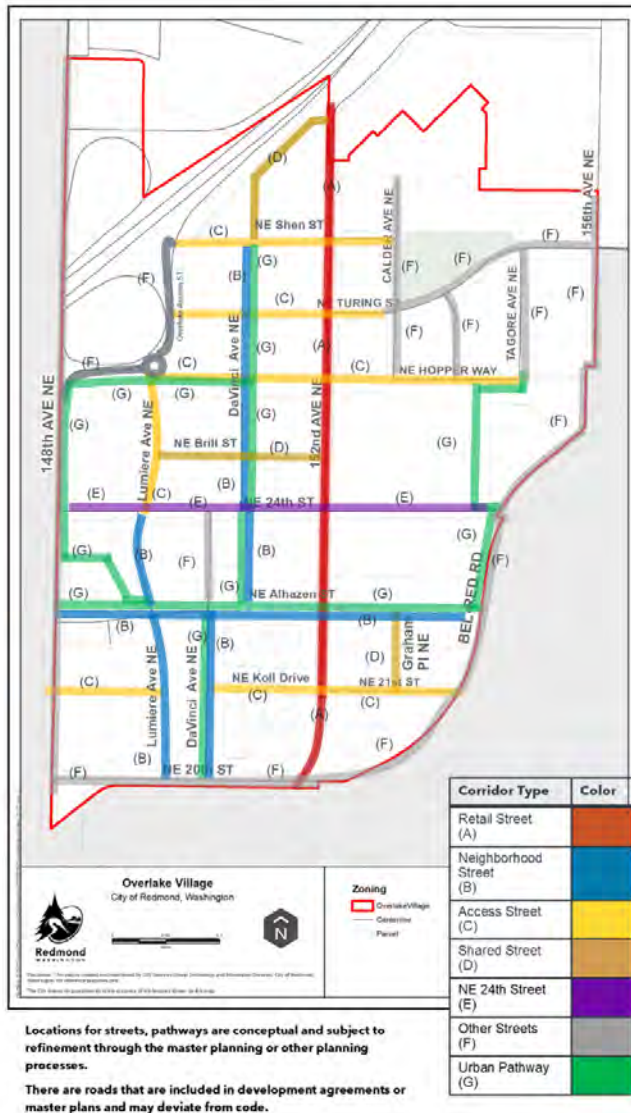 (D)
(A)
NE Shen ST
(C)
CALDER AVE NE
156th AVE NE
(F)
(F)
(B)
(G)
(F)
(F)
(F)
Overlake Access ST
(C)
NE TURING ST
TAGORE AVE NE
(F)
(F)
(F)
DaVinci Ave NE
(G)
(A)
(F)
(C)
(C)
NE HOPPER WAY
148th AVE NE
(G)
(G)
(G)
Lumiere Ave NE
(G)
152nd AVE NE
(G)
(F)
NE Brill ST
(D)
(B)
(E)
(C)
(E)
NE 24th ST
(E)
(G)
(B)
(F)
(B)
(G)
(F)
BEL RED RD
(G)
(G)
NE Alhazen ST
(G)
(B)
(G)
(B)
(B)
Lumiere Ave NE
DaVinci Ave NE
(D)
Graham
Pl NE
NE Koll Drive
NE 21st ST
(C)
(C)
(C)
(A)
(B)
(F)
(F)
NE 20th ST
(F)
Corridor Type Color
Retail Street
(A)
Neighborhood
Street
(B)
Access Street
(C)
Shared Street
(D)
NE 24th Street
(E)
Other Streets
(F)
Urban Pathway
(G)
Overlake Village
City of Redmond, Washington
Redmond
WASHINGTON
N
Zoning
OverlakeVillage
Centerline
Parcel
Locations for streets, pathways are conceptual and subject to
refinement through the master planning or other planning
processes.
There are roads that are included in development agreements or
master plans and may deviate from code.